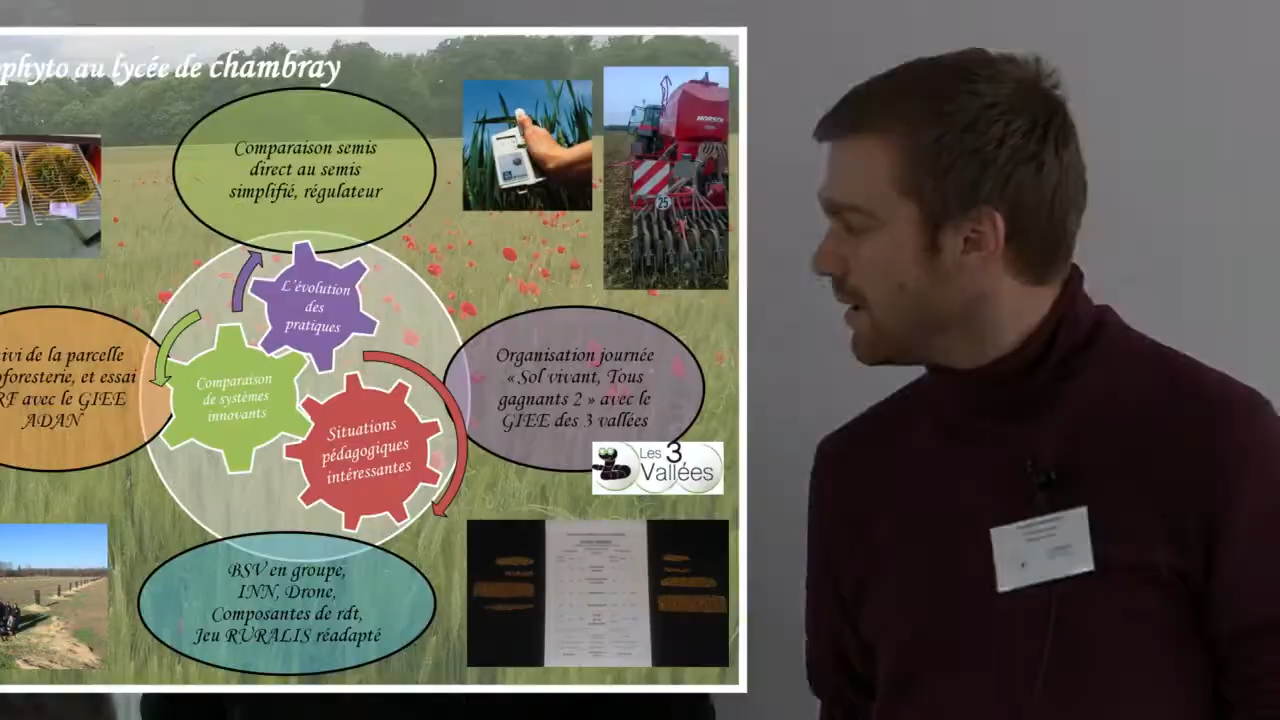 phyto au lycée de chambray
Comparaison semis
direct au semis
simplifié, régulateur
HORSCH
25
L'évolution
des
pratiques
Comparaison
de systèmes
innovants
Situations
pédagogiques
intéressantes
ivi de la parcelle
oforesterie, et essai
RF avec le GIEE
ADAN
Organisation journée
« Sol vivant, Tous
gagnants 2 » avec le
GIEE des 3 vallées
Les 3
Vallées
BSV en groupe,
INN, Drone,
Composantes de rdt,
Jeu RURALIS réadapté